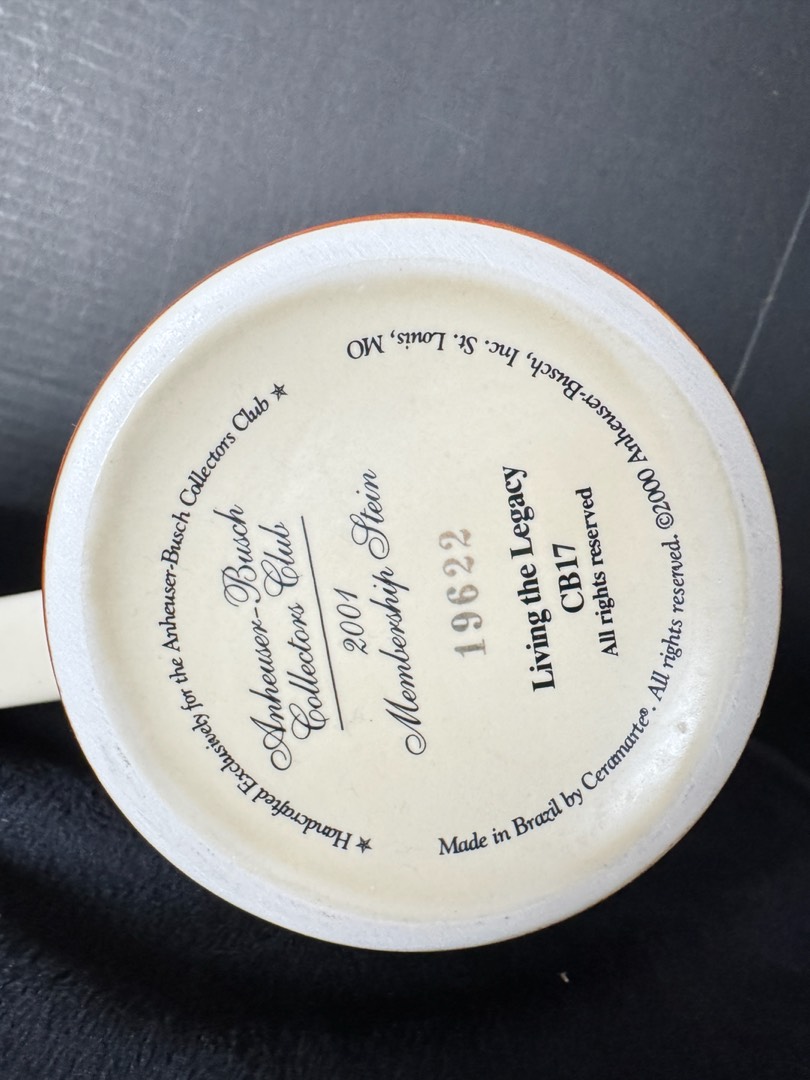 ★ Handcrafted Exclusively for the Anheuser-Busch Collectors Club ★
Anheuser-Busch
Collectors Club
2001
Membership Stein
19622
Living the Legacy
CB17
All rights reserved
Made in Brazil by Ceramarte® · All rights reserved. ©2000 Anheuser-Busch, Inc. St. Louis, MO